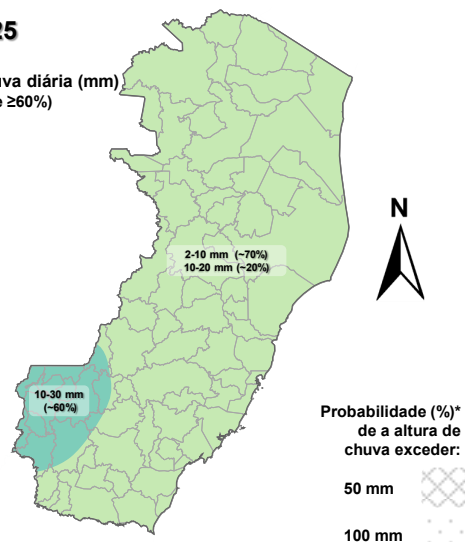 25
uva diária (mm)
e ≥60%)
N
2-10 mm (~70%)
10-20 mm (~20%)
10-30 mm
(~60%)
Probabilidade (%)*
de a altura de
chuva exceder:
50 mm
100 mm